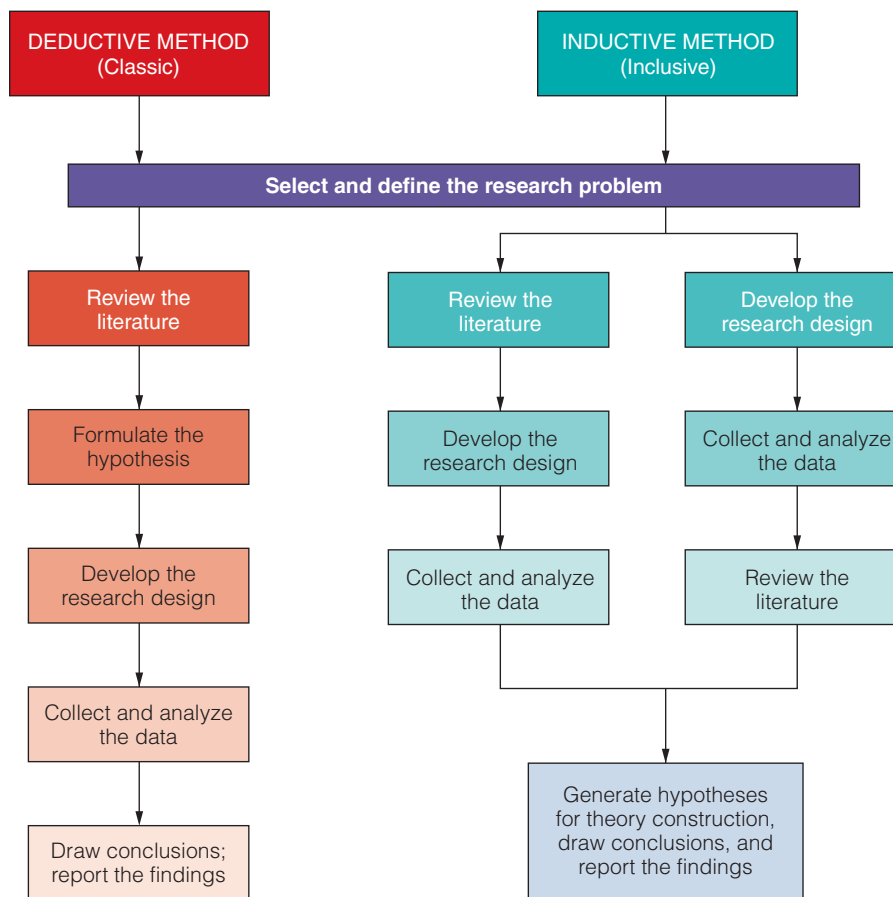 DEDUCTIVE METHOD
(Classic)
INDUCTIVE METHOD
(Inclusive)
Select and define the research problem
Review the
literature
Review the
literature
Develop the
research design
Formulate the
hypothesis
Develop the
research design
Collect and analyze
the data
Develop the
research design
Collect and analyze
the data
Review the
literature
Collect and analyze
the data
Generate hypotheses
for theory construction,
draw conclusions, and
report the findings
Draw conclusions;
report the findings